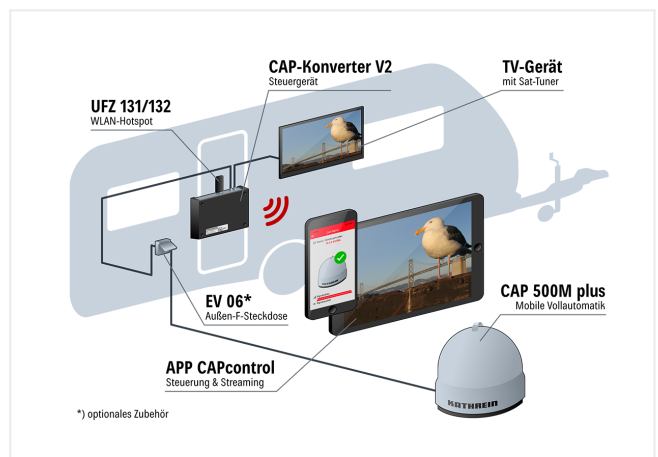 CAP-Konverter V2
Steuergerät
TV-Gerät
mit Sat-Tuner
UFZ 131/132
WLAN-Hotspot
EV 06*
Außen-F-Steckdose
CAP 500M plus
Mobile Vollautomatik
APP CAPcontrol
Steuerung & Streaming
KATHREIN
*) optionales Zubehör